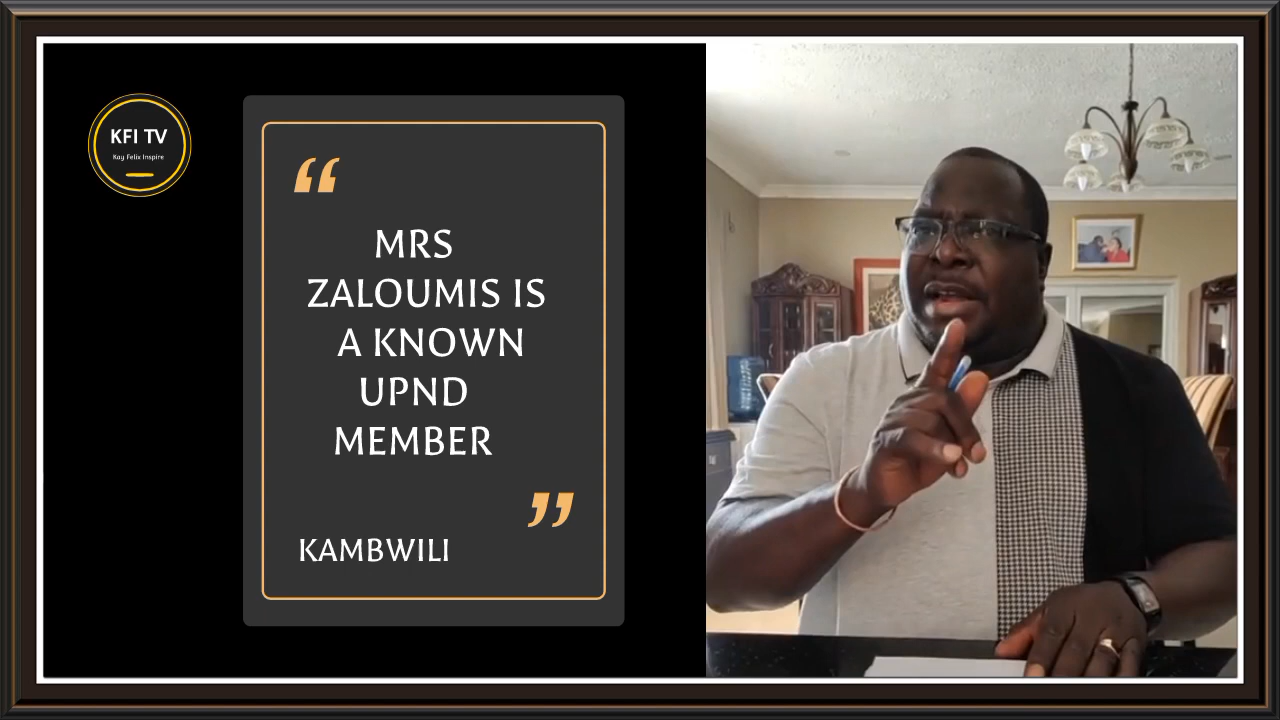 KFI TV
Kay Felix Inspire
“
MRS
ZALOUMIS IS
A KNOWN
UPND
MEMBER
”
KAMBWILI